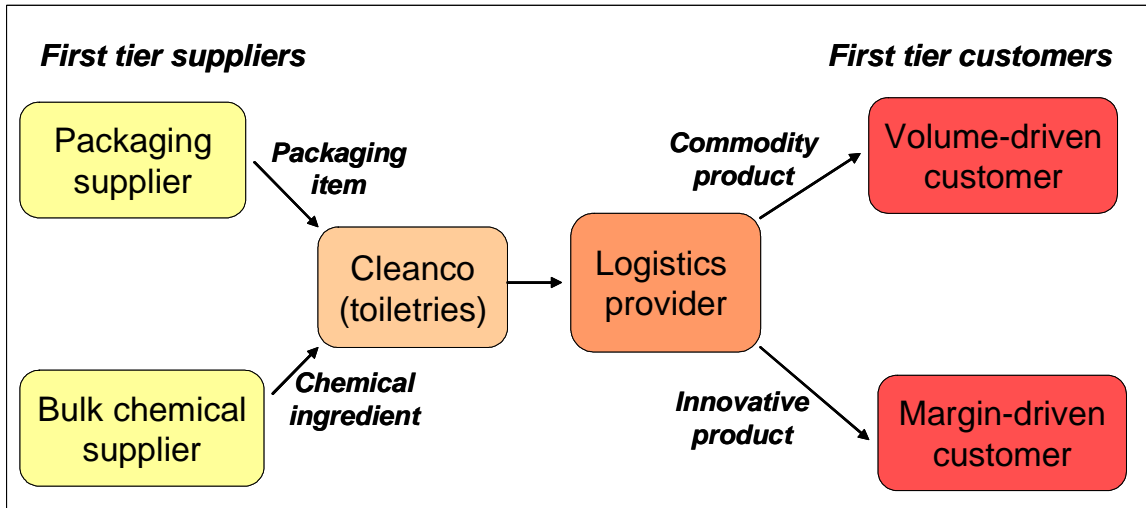 First tier suppliers
First tier customers
Packaging
supplier
Packaging
item
Commodity
product
Volume-driven
customer
Cleanco
(toiletries)
Logistics
provider
Bulk chemical
supplier
Chemical
ingredient
Innovative
product
Margin-driven
customer